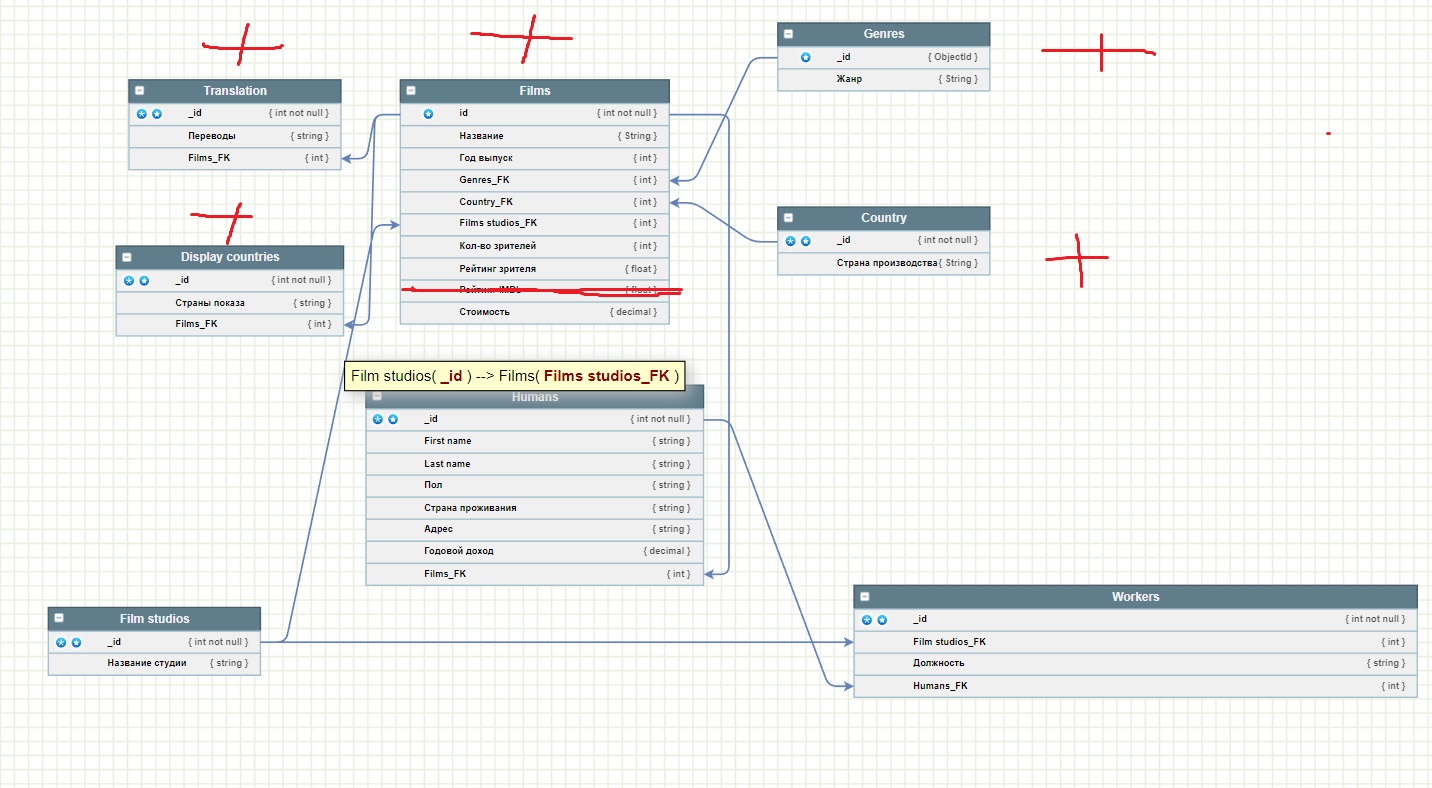 Translation
_id { int not null }
Переводы { string }
Films_FK { int }
Films
id { int not null }
Название { String }
Год выпуск { int }
Genres_FK { int }
Country_FK { int }
Films studios_FK { int }
Кол-во зрителей { int }
Рейтинг зрителя { float }
Рейтинг IMDb { float }
Стоимость { decimal }
Genres
_id { ObjectId }
Жанр { String }
Country
_id { int not null }
Страна производства{ String }
Display countries
_id { int not null }
Страны показа { string }
Films_FK { int }
Film studios( _id ) --> Films( Films studios_FK )
Humans
_id { int not null }
First name { string }
Last name { string }
Пол { string }
Страна проживания { string }
Адрес { string }
Годовой доход { decimal }
Films_FK { int }
Film studios
_id { int not null }
Название студии { string }
Workers
_id { int not null }
Film studios_FK { int }
Должность { string }
Humans_FK { int }